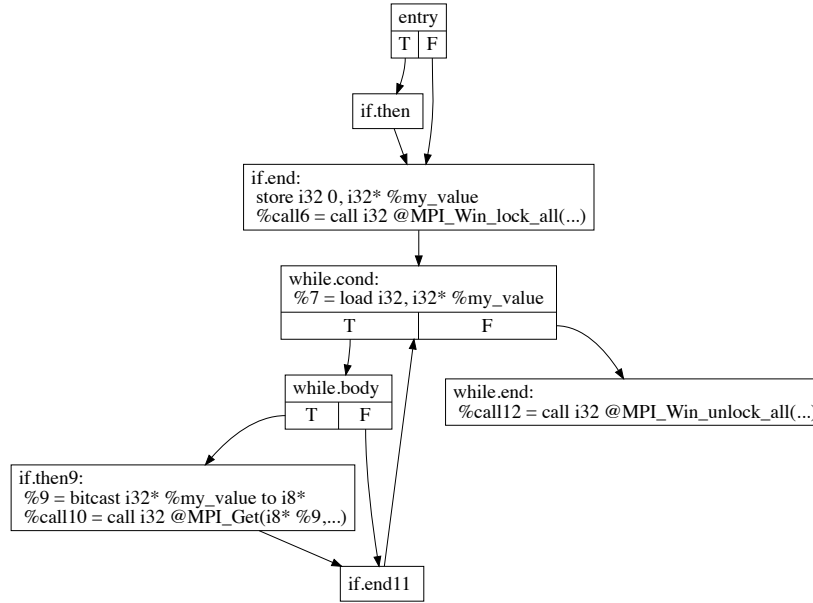 entry
T F
if.then
if.end:
store i32 0, i32* %my_value
%call6 = call i32 @MPI_Win_lock_all(...)
while.cond:
%7 = load i32, i32* %my_value
T F
while.body
T F
while.end:
%call12 = call i32 @MPI_Win_unlock_all(...)
if.then9:
%9 = bitcast i32* %my_value to i8*
%call10 = call i32 @MPI_Get(i8* %9,...)
if.end11